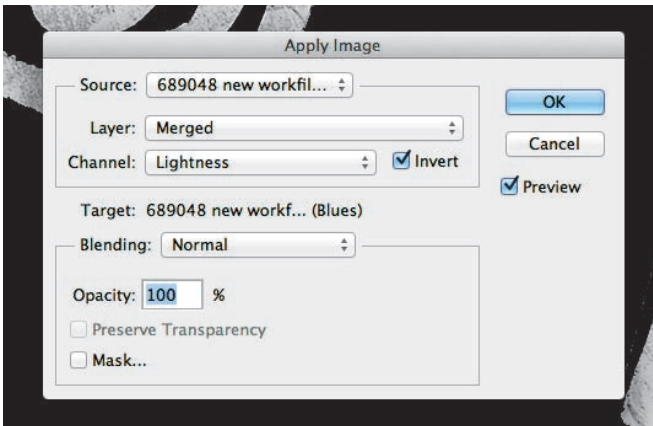 Apply Image
Source: 689048 new workfil...
OK
Layer: Merged
Cancel
Channel: Lightness
Invert
Preview
Target: 689048 new workf... (Blues)
Blending: Normal
Opacity: 100 %
Preserve Transparency
Mask...